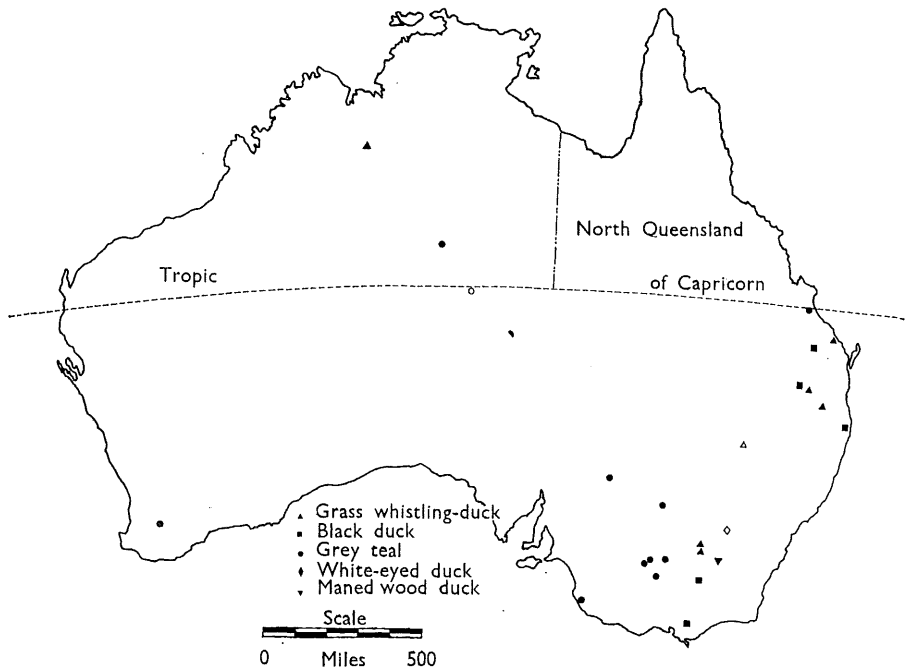 North Queensland
Tropic
of Capricorn
Grass whistling-duck
Black duck
Grey teal
White-eyed duck
Maned wood duck
Scale
0 Miles 500